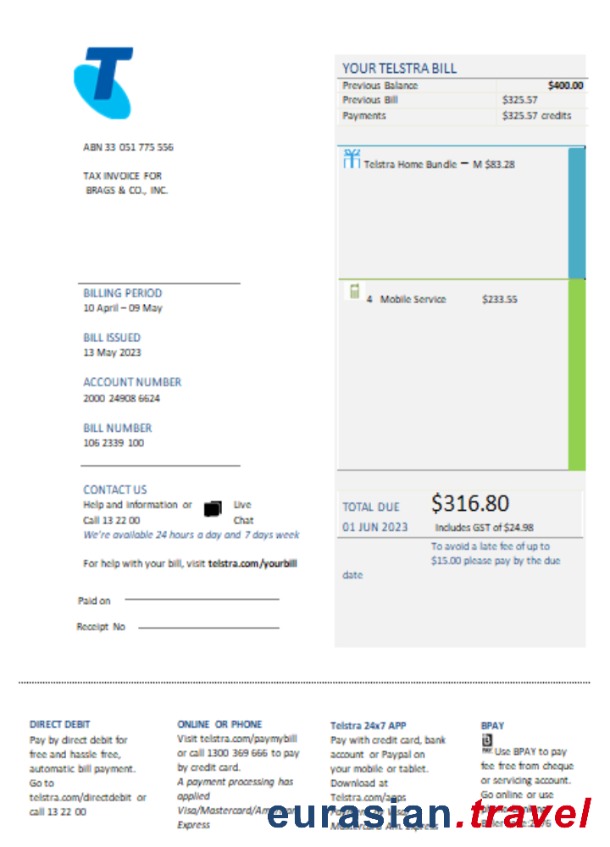 T
ABN 33 051 775 556
TAX INVOICE FOR
BRAGS & CO., INC.
BILLING PERIOD
10 April – 09 May
BILL ISSUED
13 May 2023
ACCOUNT NUMBER
2000 24908 6624
BILL NUMBER
106 2339 100
CONTACT US
Help and information or Live
Call 13 22 00 Chat
We're available 24 hours a day and 7 days week
For help with your bill, visit telstra.com/yourbill
Paid on
Receipt No
YOUR TELSTRA BILL
Previous Balance $400.00
Previous Bill $325.57
Payments $325.57 credits
Telstra Home Bundle – M $83.28
4 Mobile Service $233.55
TOTAL DUE $316.80
01 JUN 2023 Includes GST of $24.98
To avoid a late fee of up to
$15.00 please pay by the due
date
DIRECT DEBIT
Pay by direct debit for
free and hassle free,
automatic bill payment.
Go to
telstra.com/directdebit or
call 13 22 00
ONLINE OR PHONE
Visit telstra.com/paymybill
or call 1300 369 666 to pay
by credit card.
A payment processing has
applied
Visa/Mastercard/American
Express
Telstra 24x7 APP
Pay with credit card, bank
account or Paypal on
your mobile or tablet.
Download at
Telstra.com/apps
BPAY
Use BPAY to pay
fee free from cheque
or servicing account.
Go online or use
eurasian.travel